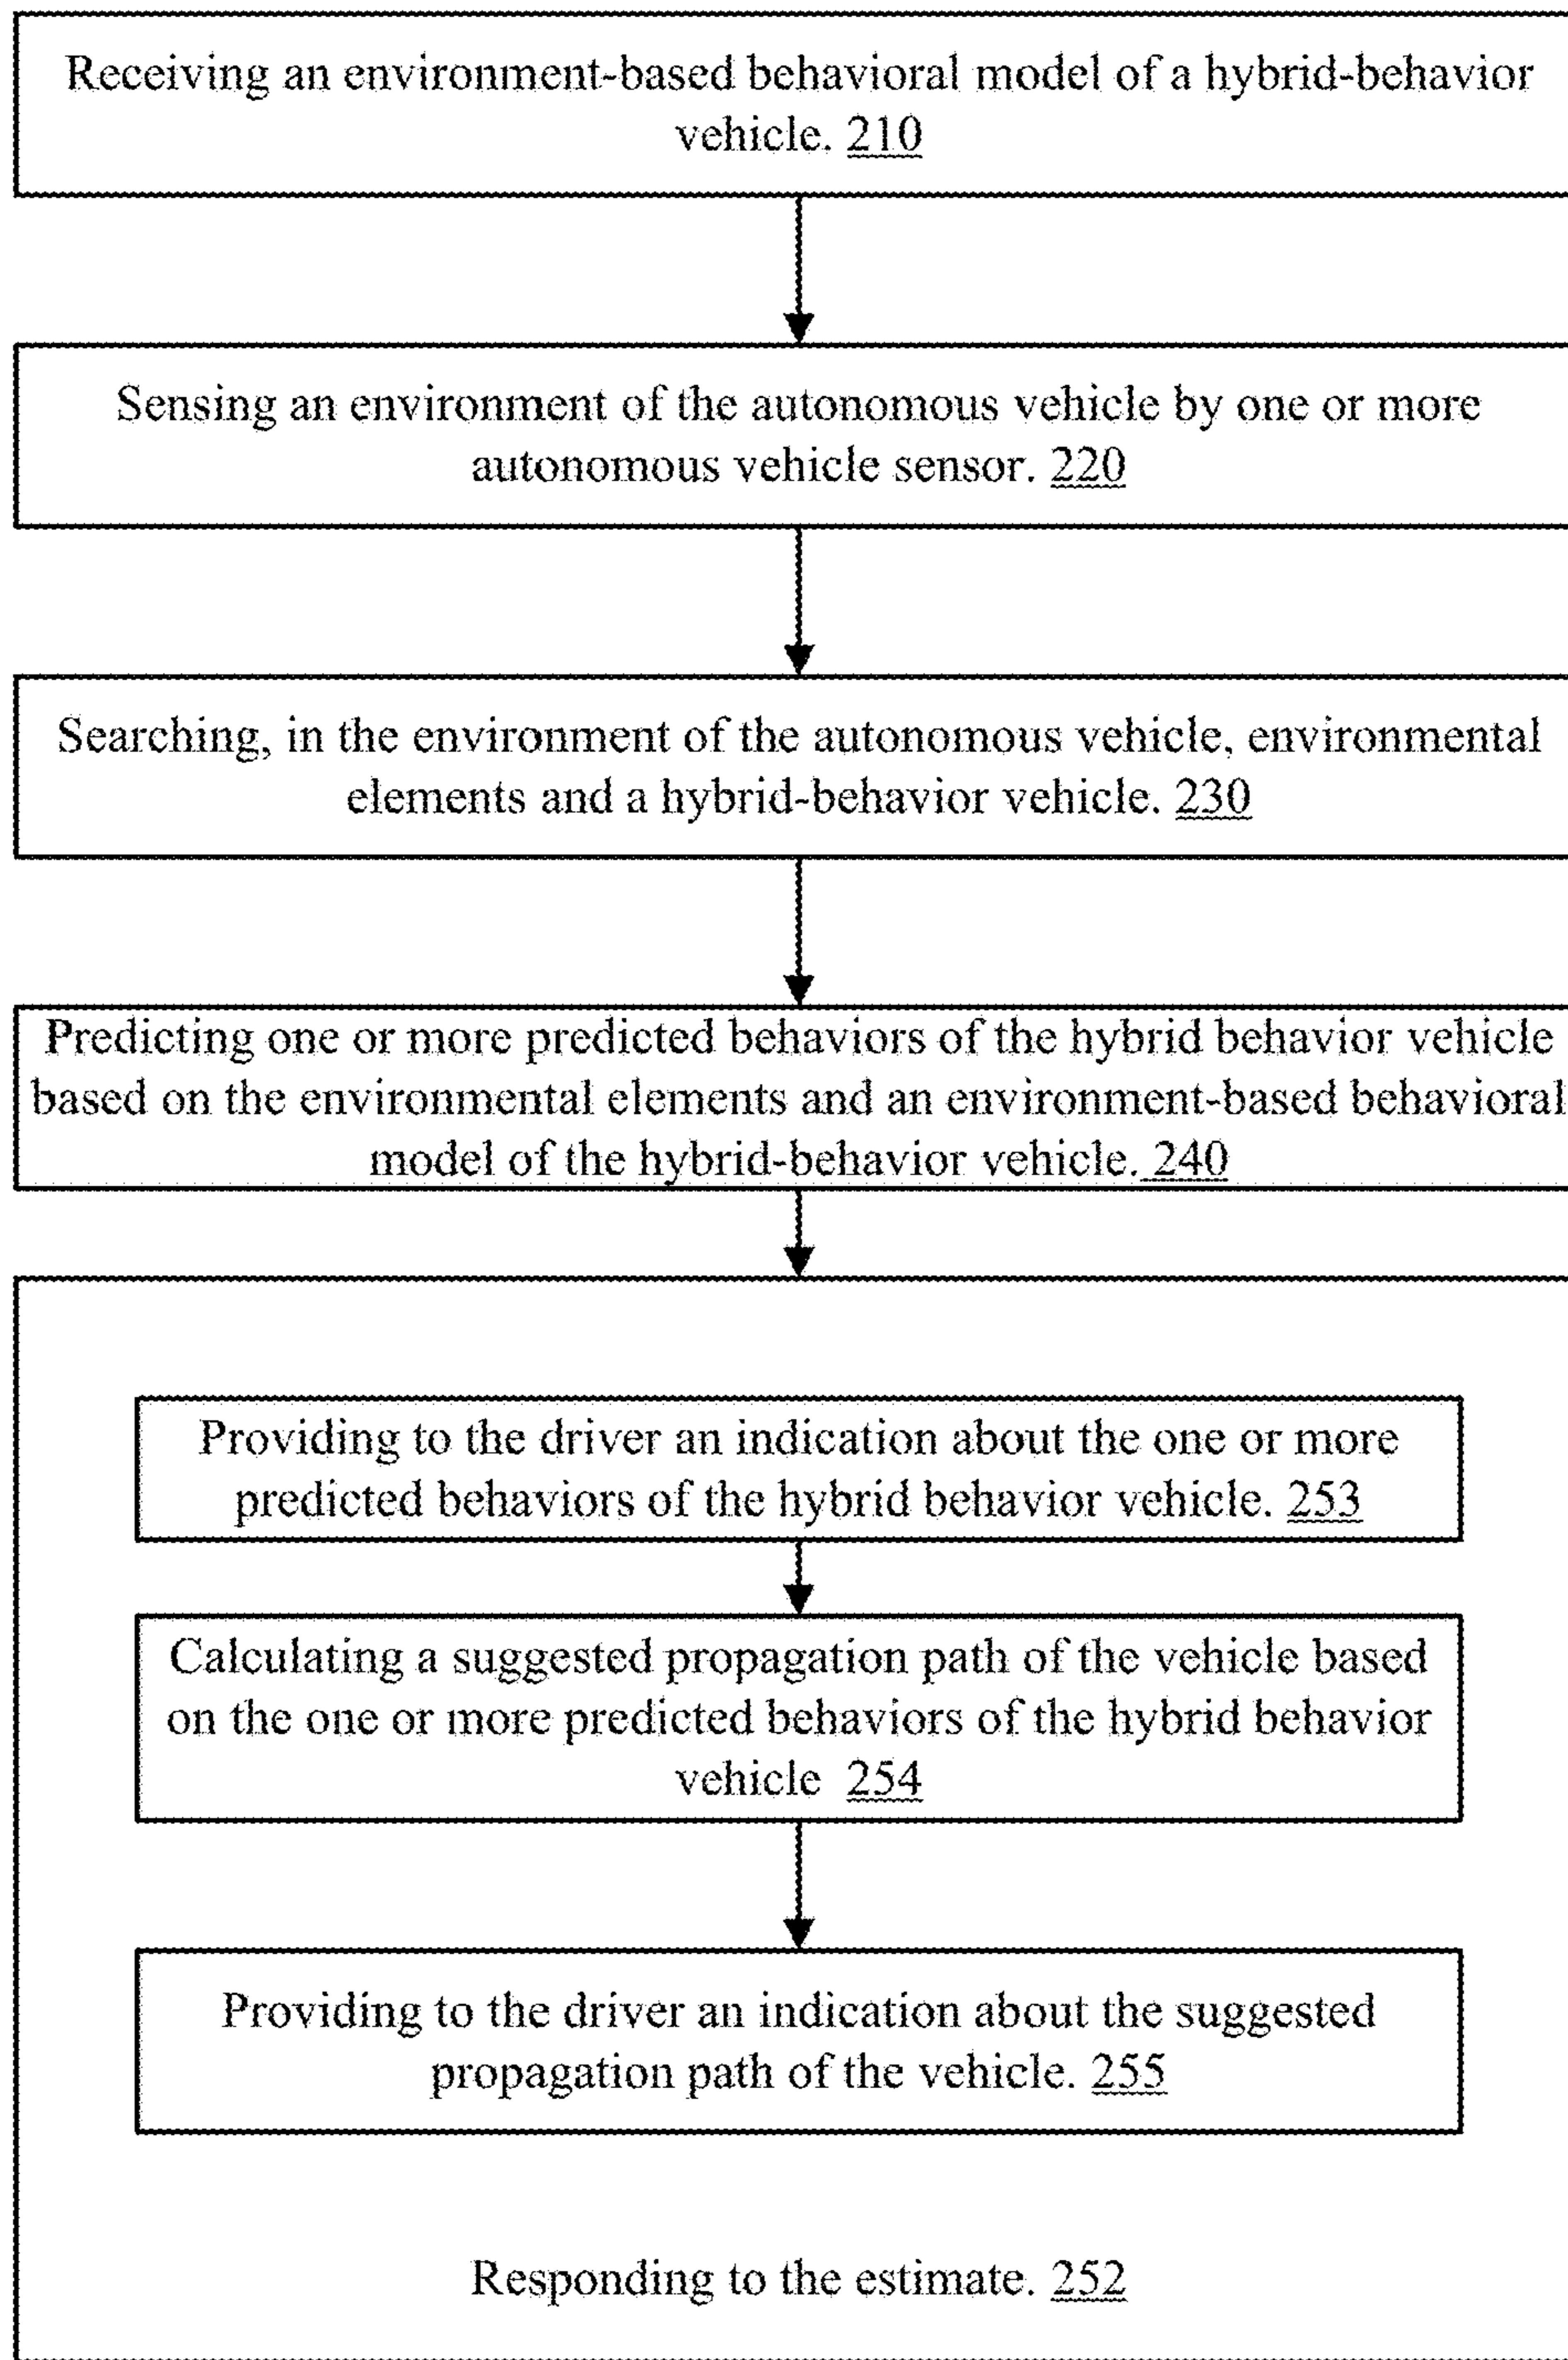 Receiving an environment-based behavioral model of a hybrid-behavior
vehicle. 210
Sensing an environment of the autonomous vehicle by one or more
autonomous vehicle sensor. 220
Searching, in the environment of the autonomous vehicle, environmental
elements and a hybrid-behavior vehicle. 230
Predicting one or more predicted behaviors of the hybrid behavior vehicle
based on the environmental elements and an environment-based behavioral
model of the hybrid-behavior vehicle. 240
Providing to the driver an indication about the one or more
predicted behaviors of the hybrid behavior vehicle. 253
Calculating a suggested propagation path of the vehicle based
on the one or more predicted behaviors of the hybrid behavior
vehicle 254
Providing to the driver an indication about the suggested
propagation path of the vehicle. 255
Responding to the estimate. 252